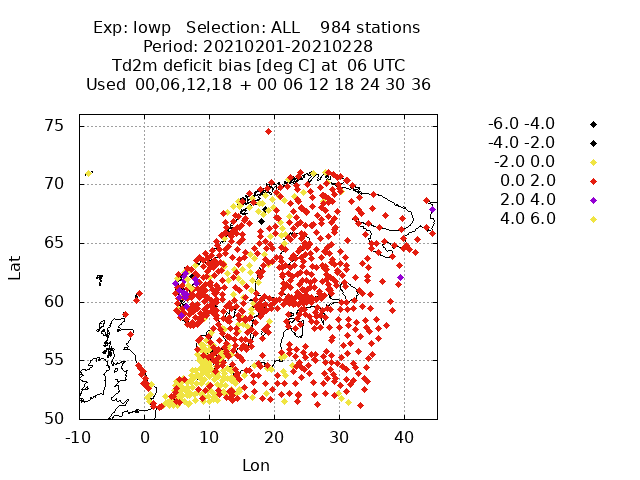 Exp: lowp   Selection: ALL    984 stations
Period: 20210201-20210228
Td2m deficit bias [deg C] at  06 UTC
Used  00,06,12,18 + 00 06 12 18 24 30 36
-6.0 -4.0
-4.0 -2.0
-2.0 0.0
0.0 2.0
2.0 4.0
4.0 6.0
75
70
65
60
55
50
Lat
-10 0 10 20 30 40
Lon